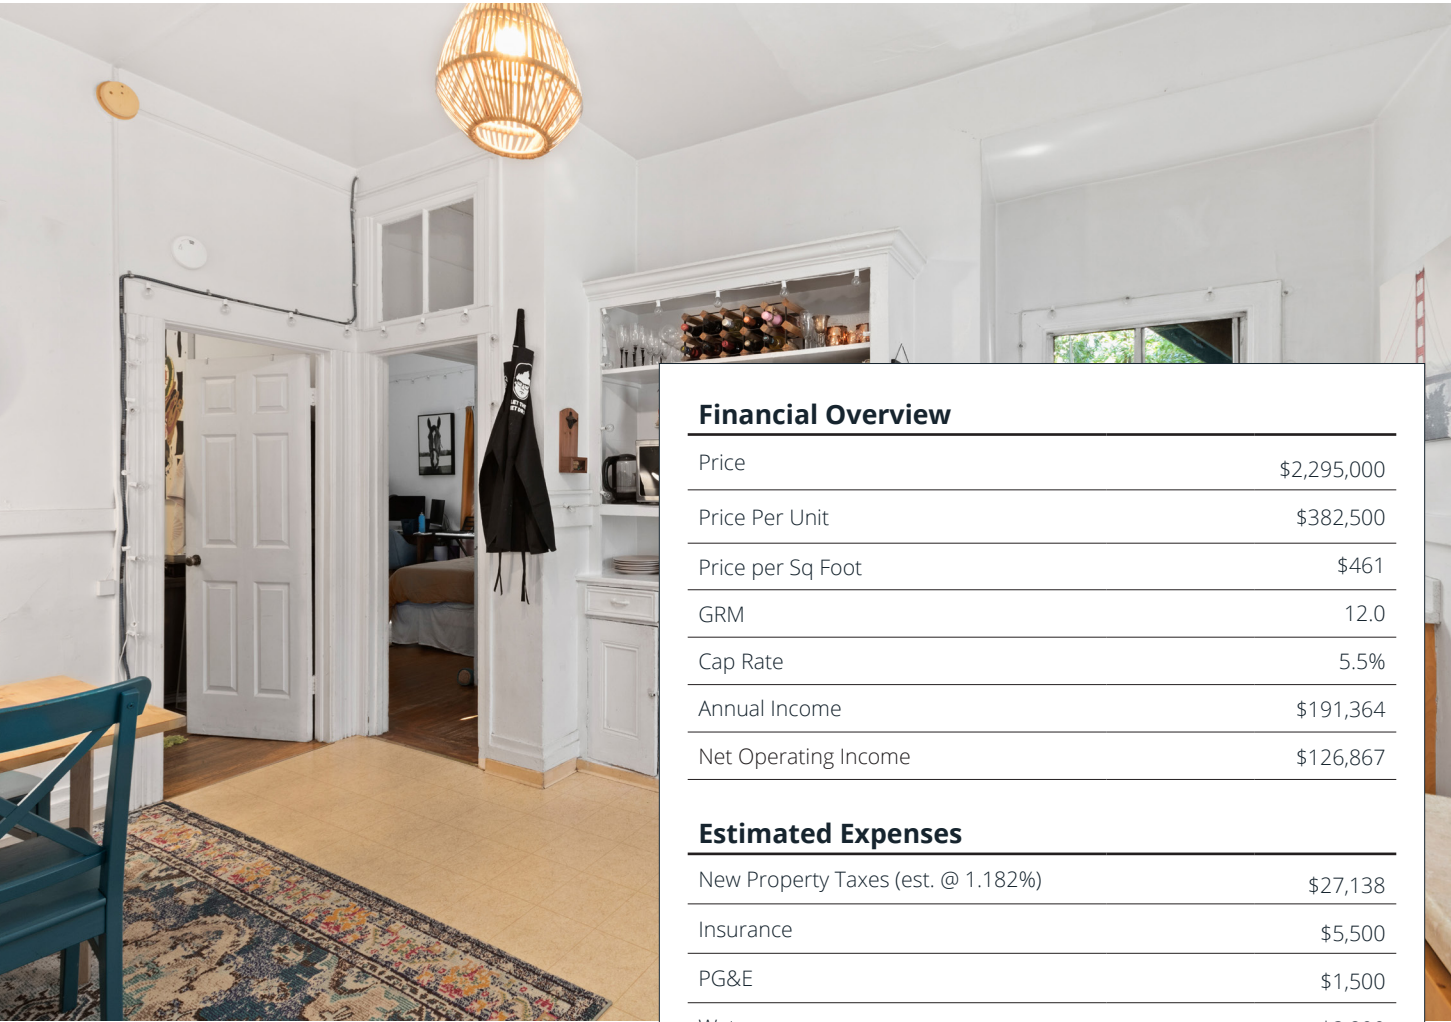 Financial Overview
Price $2,295,000
Price Per Unit $382,500
Price per Sq Foot $461
GRM 12.0
Cap Rate 5.5%
Annual Income $191,364
Net Operating Income $126,867
Estimated Expenses
New Property Taxes (est. @ 1.182%) $27,138
Insurance $5,500
PG&E $1,500